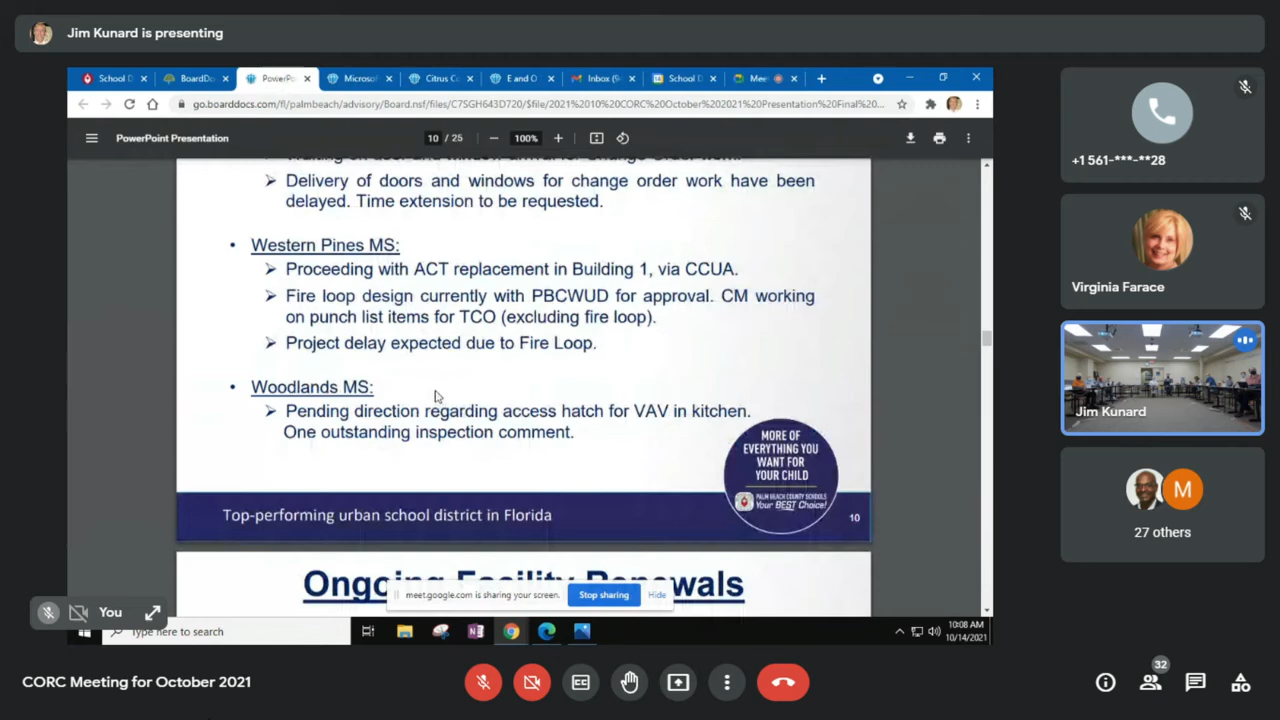 Jim Kunard is presenting
School D
BoardDo
PowerPoi
Microsof
Citrus Co
E and O
Inbox (9
School D
Mee
go.boarddocs.com/fl/palmbeach/advisory/Board.nsf/files/C7SGH643D720/$file/2021%2010%20CORC%20October%202021%20Presentation%20Final%...
PowerPoint Presentation
10 / 25
100%
Delivery of doors and windows for change order work have been
delayed. Time extension to be requested.
Western Pines MS:
Proceeding with ACT replacement in Building 1, via CCUA.
Fire loop design currently with PBCWUD for approval. CM working
on punch list items for TCO (excluding fire loop).
Project delay expected due to Fire Loop.
Woodlands MS:
Pending direction regarding access hatch for VAV in kitchen.
One outstanding inspection comment.
MORE OF
EVERYTHING YOU
WANT FOR
YOUR CHILD
PALM BEACH COUNTY SCHOOLS
Your BEST Choice!
Top-performing urban school district in Florida
10
Ongoing Facility Renewals
meet.google.com is sharing your screen.
Stop sharing
Hide
Type here to search
10:08 AM
10/14/2021
You
+1 561-***-**28
Virginia Farace
Jim Kunard
M
27 others
CORC Meeting for October 2021
CC
32